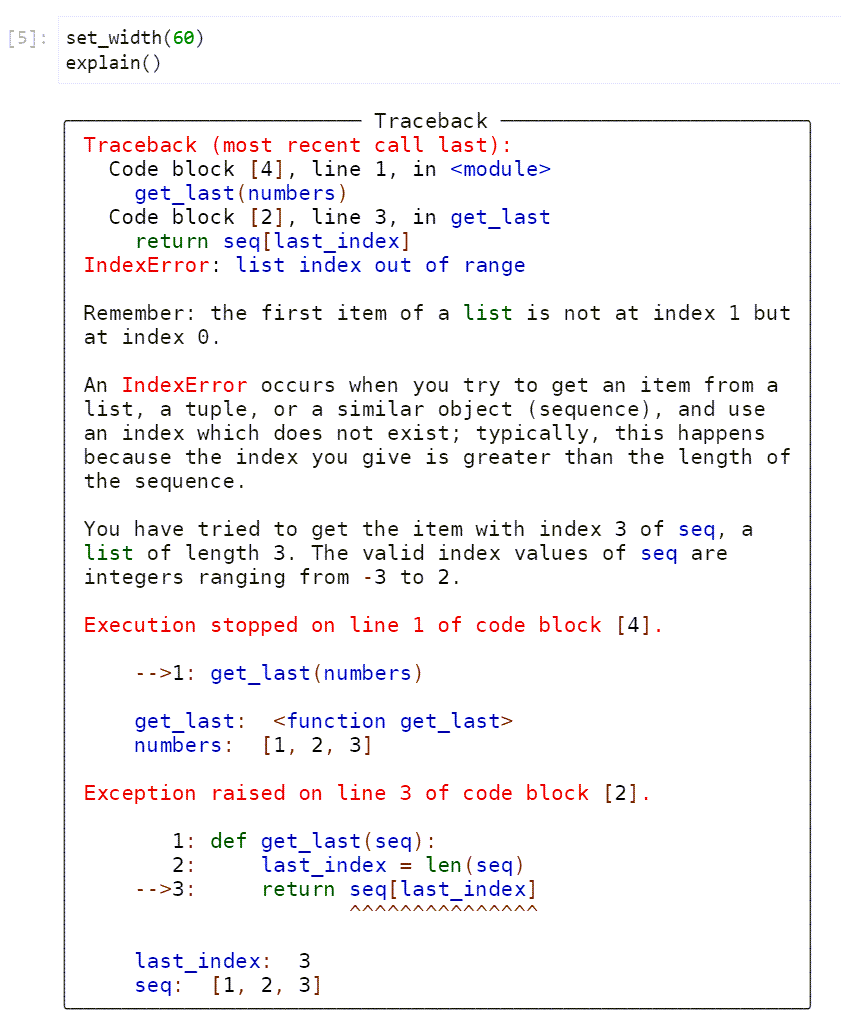 [5]: set_width(60)
explain()
Traceback
Traceback (most recent call last):
  Code block [4], line 1, in <module>
    get_last(numbers)
  Code block [2], line 3, in get_last
    return seq[last_index]
IndexError: list index out of range
Remember: the first item of a list is not at index 1 but
at index 0.
An IndexError occurs when you try to get an item from a
list, a tuple, or a similar object (sequence), and use
an index which does not exist; typically, this happens
because the index you give is greater than the length of
the sequence.
You have tried to get the item with index 3 of seq, a
list of length 3. The valid index values of seq are
integers ranging from -3 to 2.
Execution stopped on line 1 of code block [4].
    -->1: get_last(numbers)
    get_last:  <function get_last>
    numbers:  [1, 2, 3]
Exception raised on line 3 of code block [2].
       1: def get_last(seq):
       2:     last_index = len(seq)
    -->3:     return seq[last_index]
                     ^^^^^^^^^^^^^^^
    last_index:  3
    seq:  [1, 2, 3]